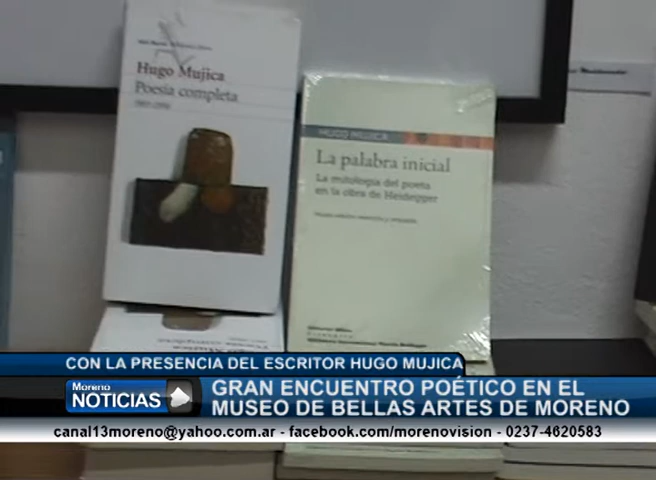 Hugo Mujica
Poesía completa
HUGO MUJICA
La palabra inicial
La mitología del poeta
en la obra de Heidegger
CON LA PRESENCIA DEL ESCRITOR HUGO MUJICA
Moreno
NOTICIAS
GRAN ENCUENTRO POÉTICO EN EL
MUSEO DE BELLAS ARTES DE MORENO
canal13moreno@yahoo.com.ar - facebook.com/morenovision - 0237-4620583